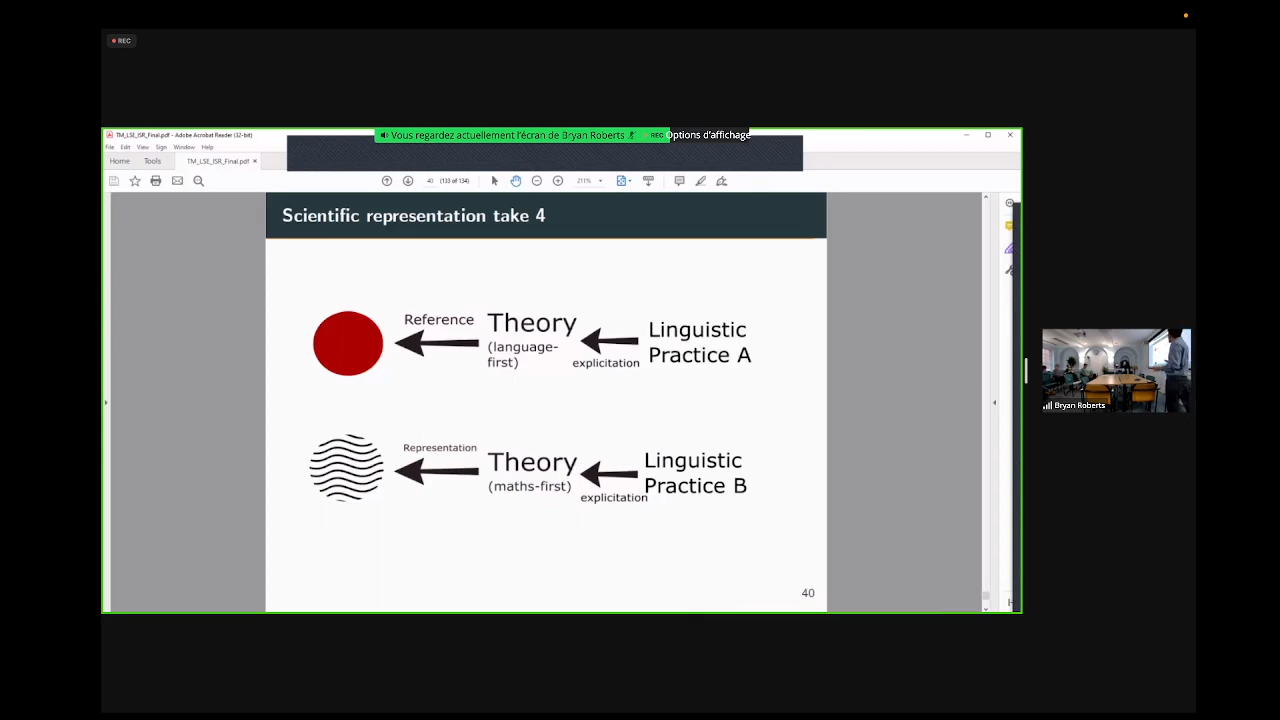 REC
TM_LSE_ISR_Final.pdf - Adobe Acrobat Reader (32-bit)
Vous regardez actuellement l'écran de Bryan Roberts
REC
Options d'affichage
File Edit View Sign Window Help
Home Tools TM_LSE_ISR_Final.pdf ×
40 (133 of 134) 211%
Scientific representation take 4
Reference
Theory
(language-
first)
explicitation
Linguistic
Practice A
Representation
Theory
(maths-first)
explicitation
Linguistic
Practice B
40
Bryan Roberts